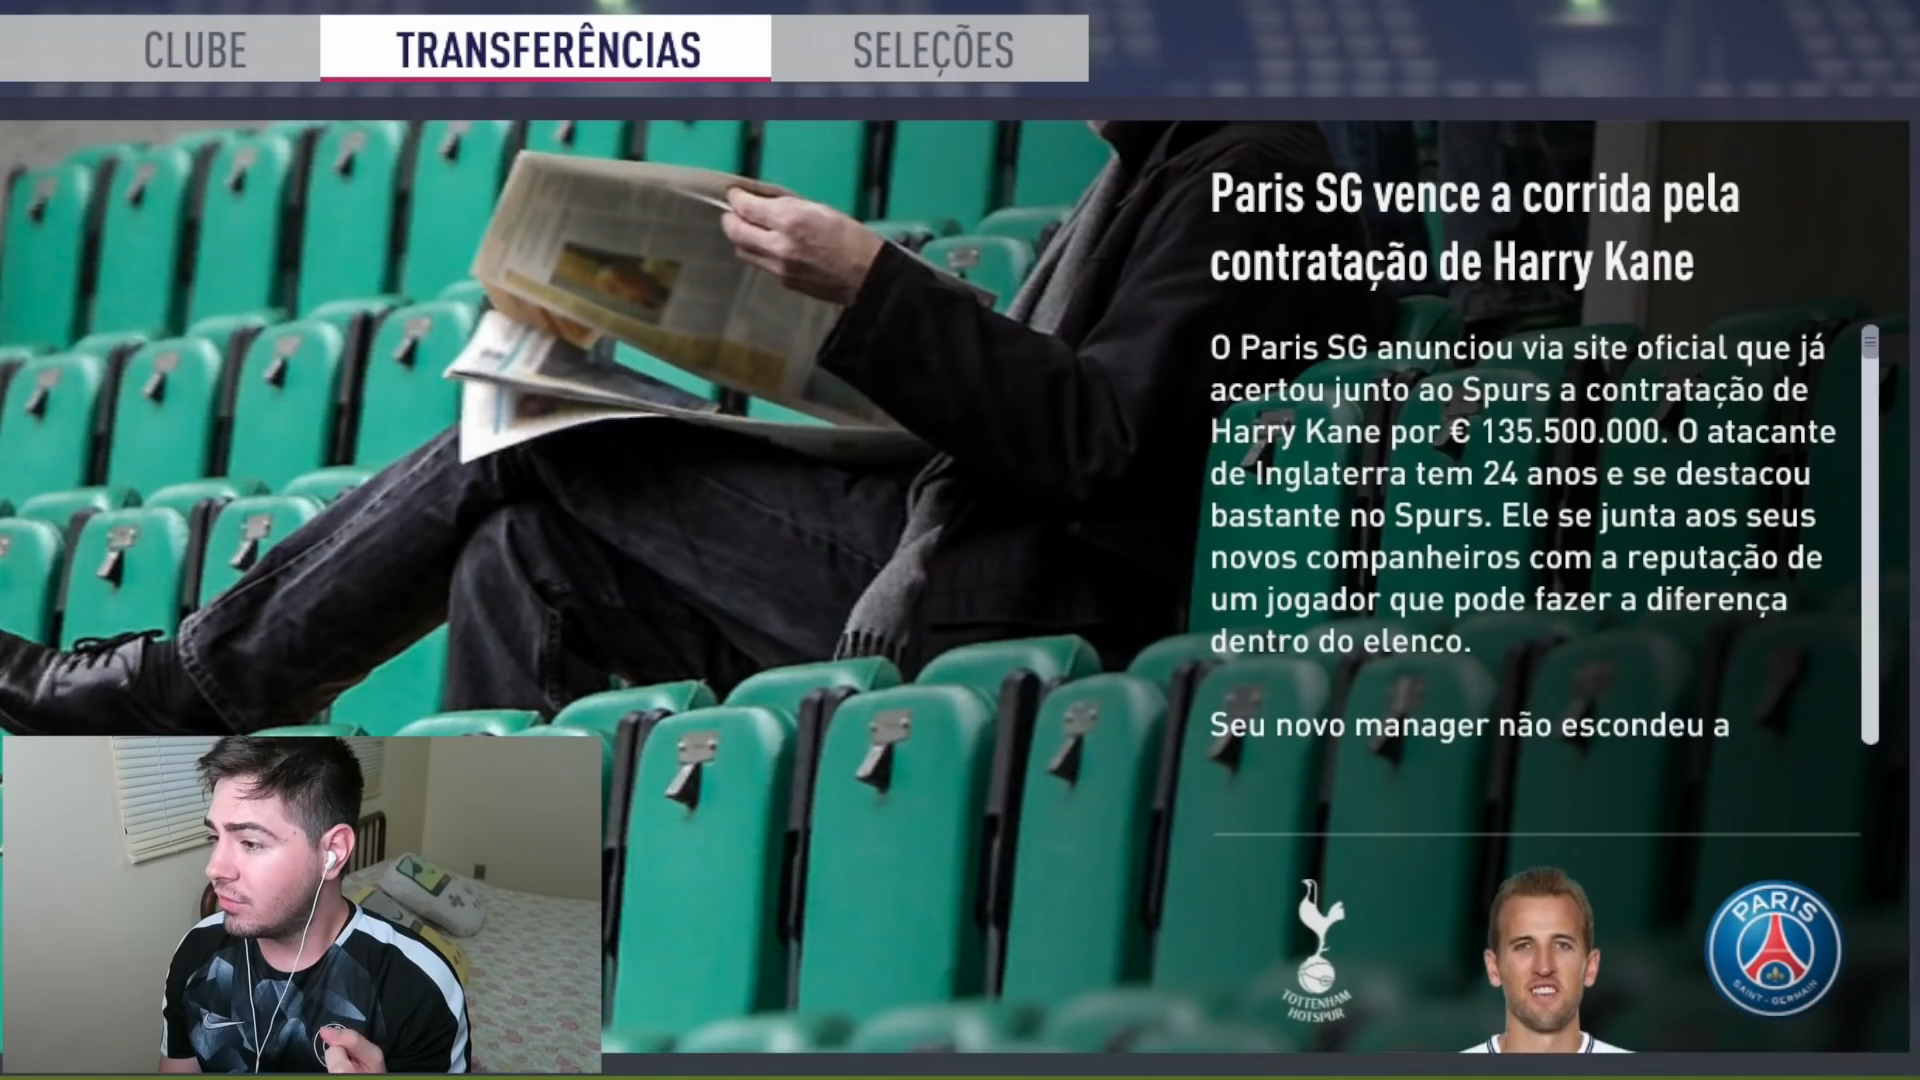 CLUBE
TRANSFERÊNCIAS
SELEÇÕES
Paris SG vence a corrida pela
contratação de Harry Kane
O Paris SG anunciou via site oficial que já
acertou junto ao Spurs a contratação de
Harry Kane por € 135.500.000. O atacante
de Inglaterra tem 24 anos e se destacou
bastante no Spurs. Ele se junta aos seus
novos companheiros com a reputação de
um jogador que pode fazer a diferença
dentro do elenco.
Seu novo manager não escondeu a
TOTTENHAM
HOTSPUR
PARIS
SAINT-GERMAIN